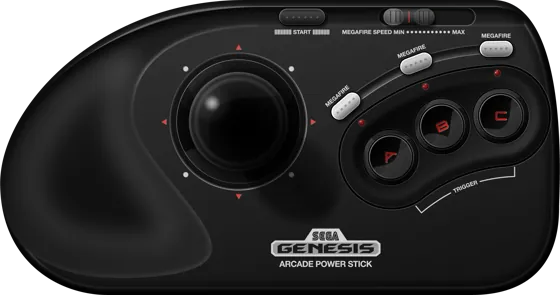 START
MEGAFIRE SPEED MIN MAX
MEGAFIRE
MEGAFIRE
MEGAFIRE
A
B
C
TRIGGER
SEGA
GENESIS
ARCADE POWER STICK